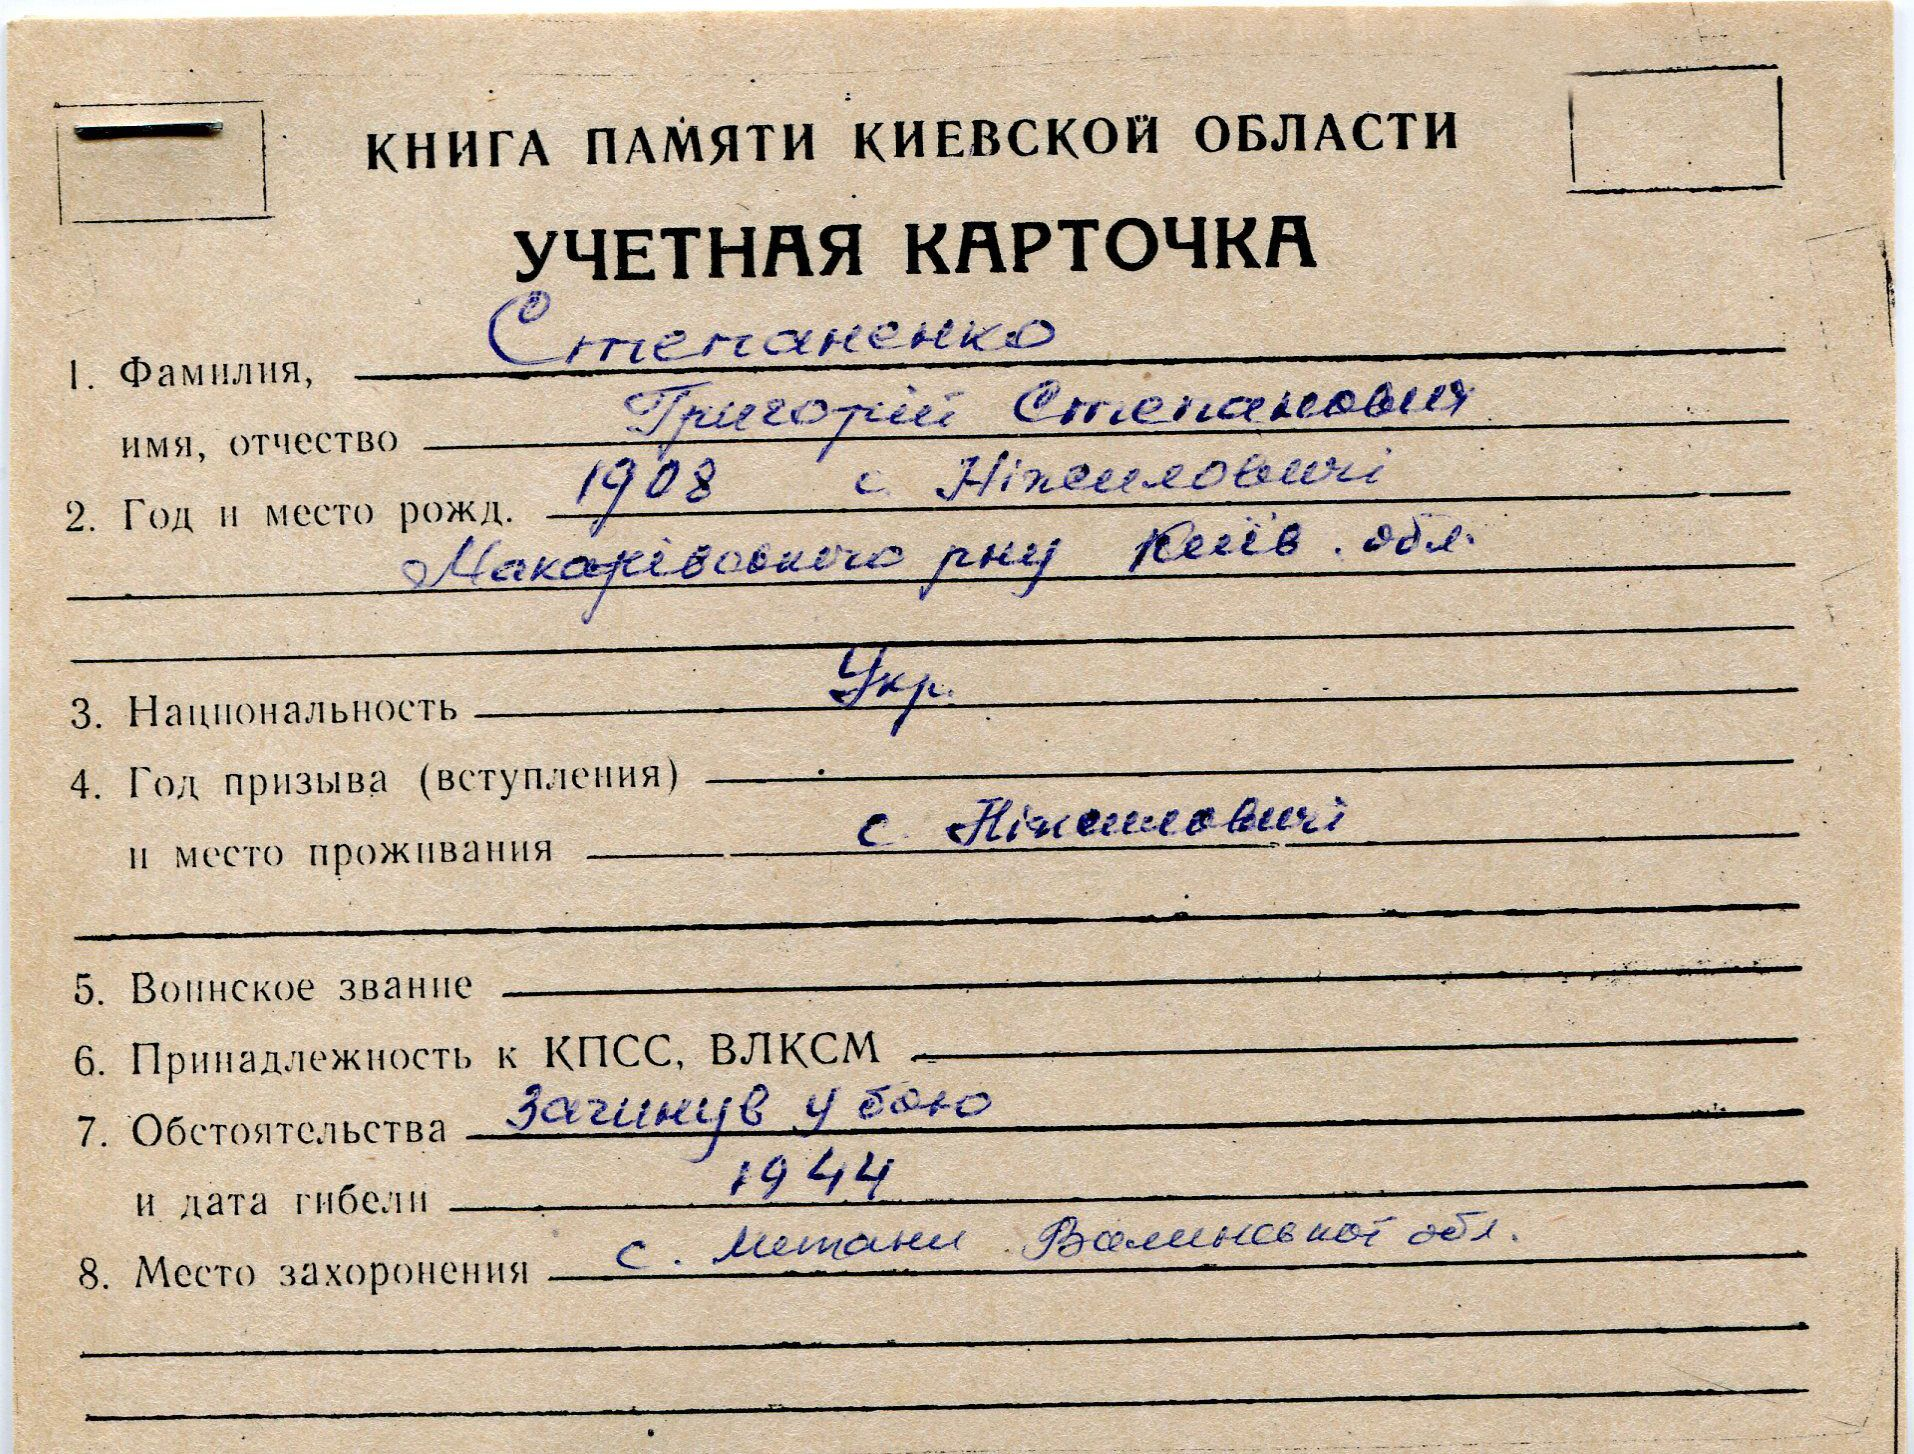 КНИГА ПАМЯТИ КИЕВСКОЙ ОБЛАСТИ
УЧЕТНАЯ КАРТОЧКА
1. Фамилия, Степаненко
имя, отчество Григорій Степанович
2. Год и место рожд. 1908 с. Ніжиловичі
Макарівського рну Київ. обл.
3. Национальность Укр.
4. Год призыва (вступления)
и место проживания с. Ніжиловичі
5. Воинское звание
6. Принадлежность к КПСС, ВЛКСМ
7. Обстоятельства Загинув у бою
и дата гибели 1944
8. Место захоронения с. Мстани Волинської обл.